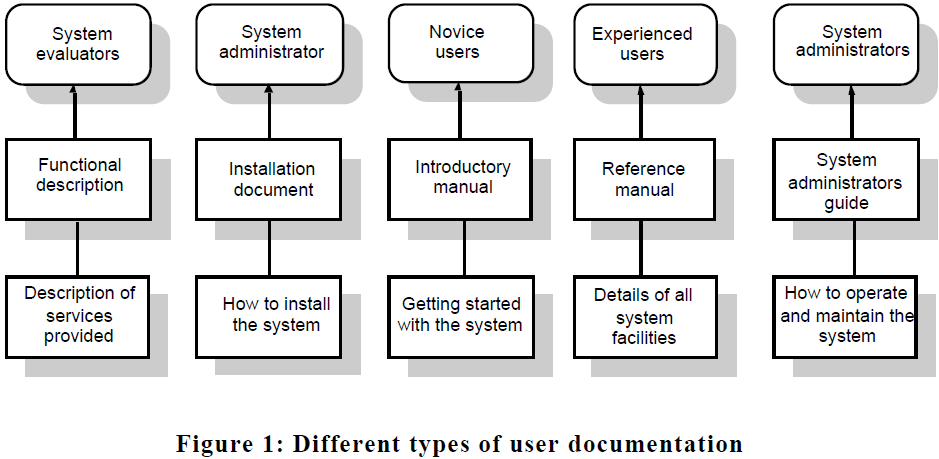 System
evaluators
System
administrator
Novice
users
Experienced
users
System
administrators
Functional
description
Installation
document
Introductory
manual
Reference
manual
System
administrators
guide
Description of
services
provided
How to install
the system
Getting started
with the system
Details of all
system
facilities
How to operate
and maintain the
system
Figure 1: Different types of user documentation